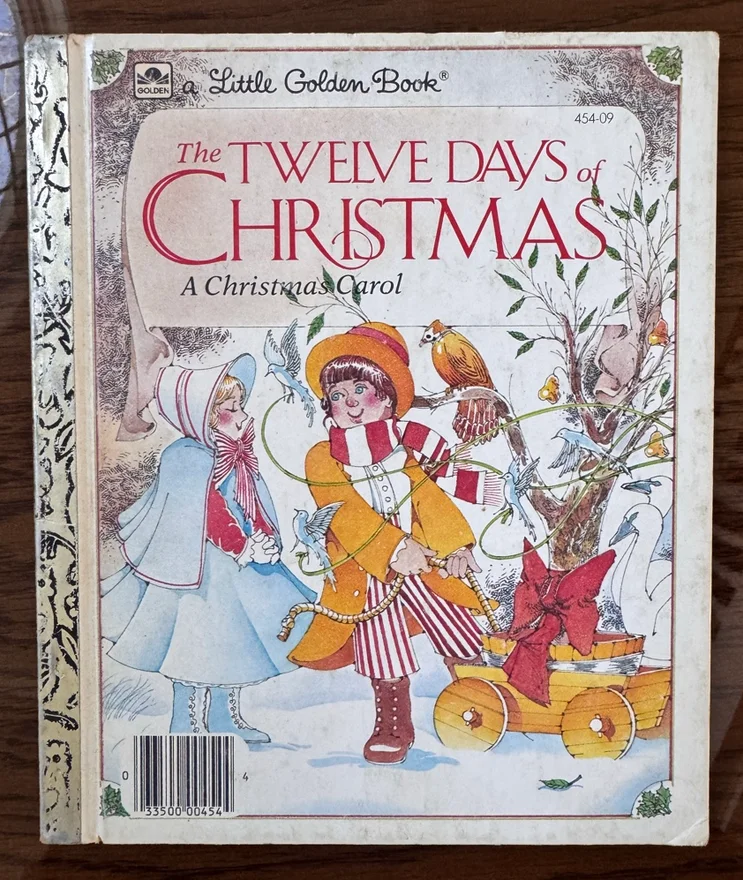 GOLDEN
a Little Golden Book®
454-09
The TWELVE DAYS of
CHRISTMAS
A Christmas Carol
0 33500 00454 4